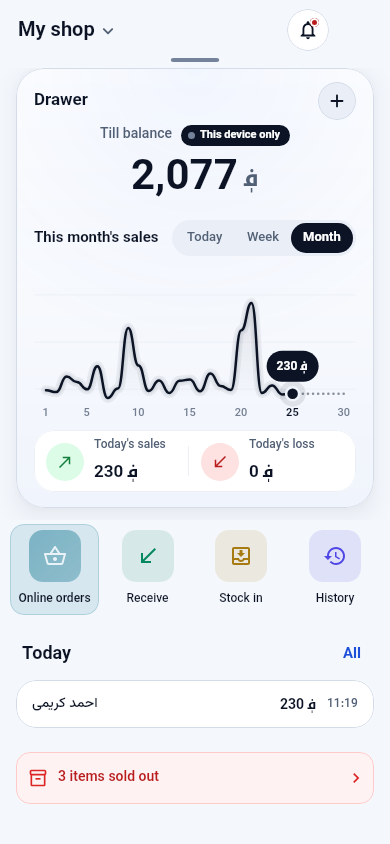 My shop
Drawer
Till balance
This device only
2,077 ؋
This month's sales
Today
Week
Month
230 ؋
1 5 10 15 20 25 30
Today's sales
230 ؋
Today's loss
0 ؋
Online orders
Receive
Stock in
History
Today
All
احمد کریمی
230 ؋
11:19
3 items sold out